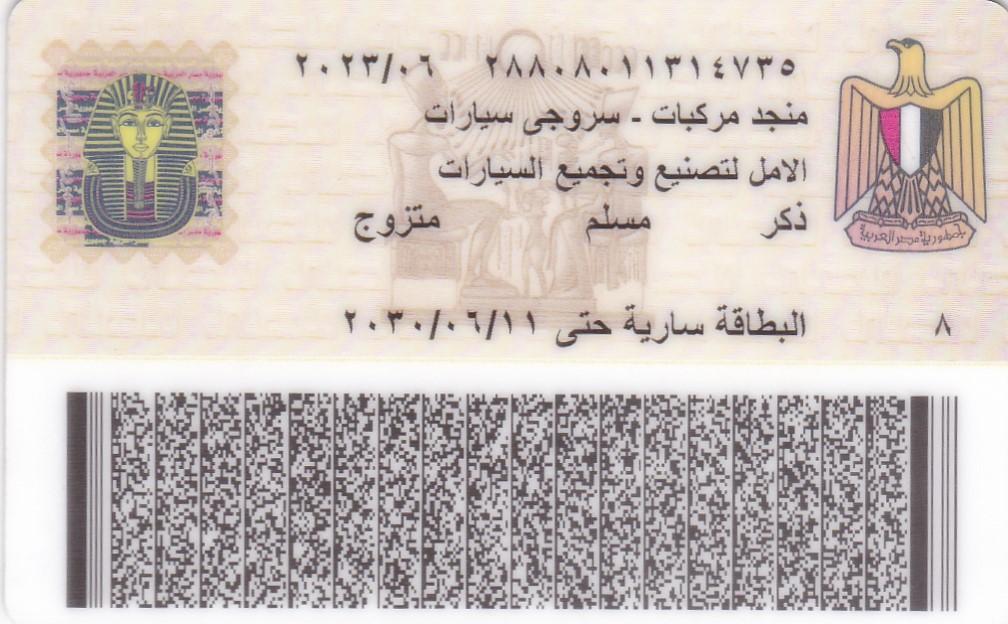 ٢٨٨٠٨٠١١٣١٤٧٣٥ ٢٠٢٣/٠٦
منجد مركبات - سروجى سيارات
الامل لتصنيع وتجميع السيارات
ذكر مسلم متزوج
جمهورية مصر العربية
البطاقة سارية حتى ٢٠٣٠/٠٦/١١
٨